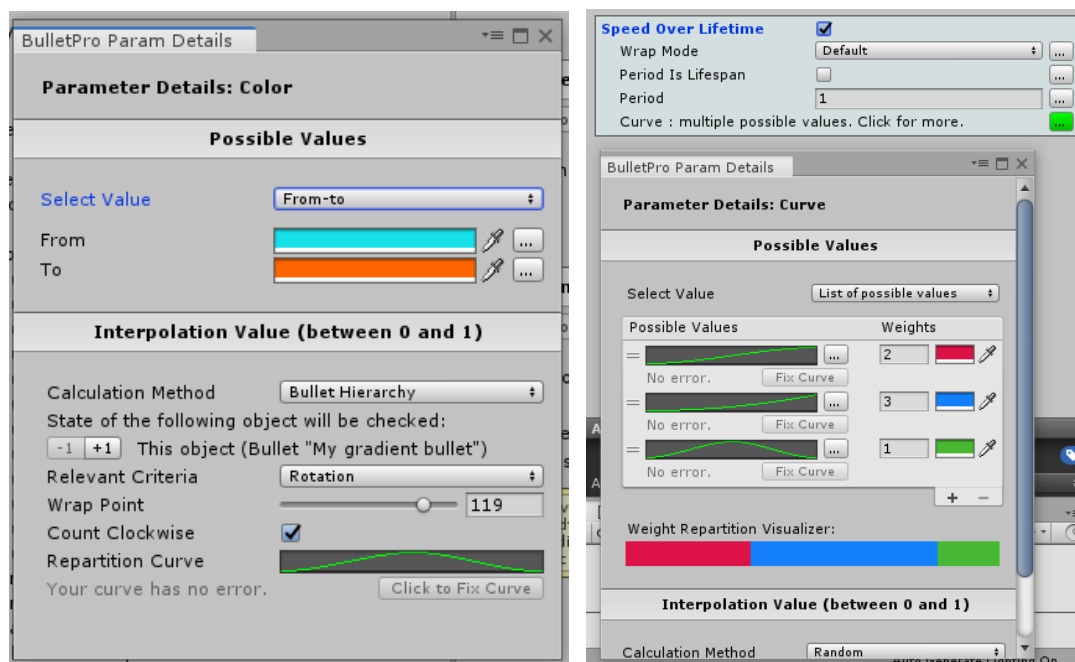 BulletPro Param Details
Parameter Details: Color
Possible Values
Select Value From-to
From ...
To ...
Interpolation Value (between 0 and 1)
Calculation Method Bullet Hierarchy
State of the following object will be checked:
-1 +1 This object (Bullet "My gradient bullet")
Relevant Criteria Rotation
Wrap Point 119
Count Clockwise
Repartition Curve
Your curve has no error. Click to Fix Curve
Speed Over Lifetime
Wrap Mode Default ...
Period Is Lifespan ...
Period 1 ...
Curve : multiple possible values. Click for more. ...
BulletPro Param Details
Parameter Details: Curve
Possible Values
Select Value List of possible values
Possible Values Weights
... 2
No error. Fix Curve
... 3
No error. Fix Curve
... 1
No error. Fix Curve
+ -
Weight Repartition Visualizer:
Interpolation Value (between 0 and 1)
Calculation Method Random